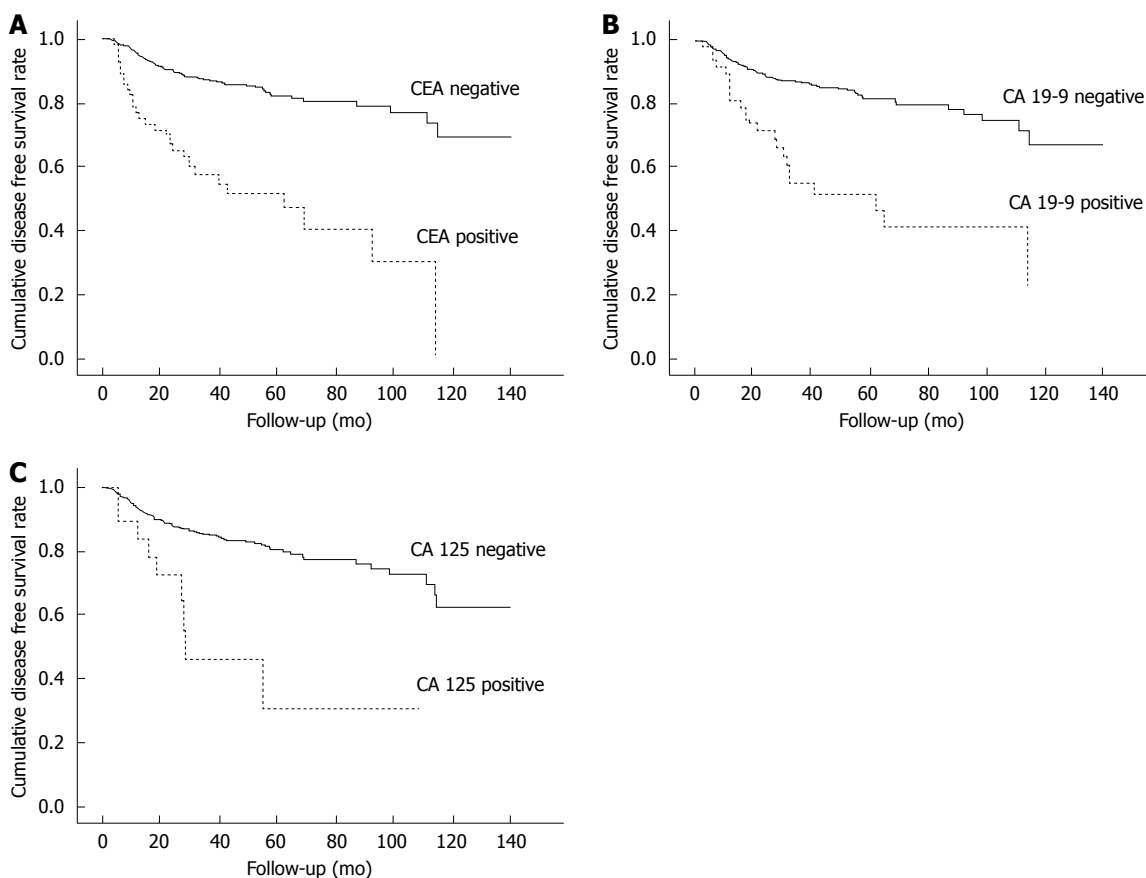 A
Cumulative disease free survival rate
1.0
0.8
0.6
0.4
0.2
0.0
CEA negative
CEA positive
0 20 40 60 80 100 120 140
Follow-up (mo)
B
Cumulative disease free survival rate
1.0
0.8
0.6
0.4
0.2
0.0
CA 19-9 negative
CA 19-9 positive
0 20 40 60 80 100 120 140
Follow-up (mo)
C
Cumulative disease free survival rate
1.0
0.8
0.6
0.4
0.2
0.0
CA 125 negative
CA 125 positive
0 20 40 60 80 100 120 140
Follow-up (mo)